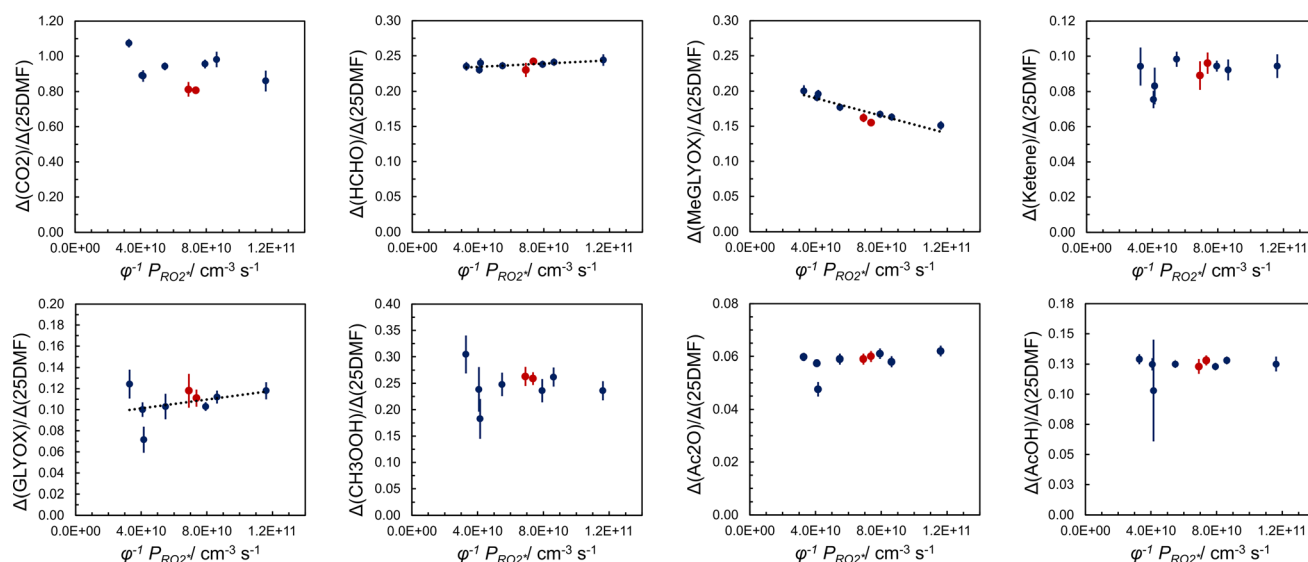 Δ(CO2)/Δ(25DMF)
1.20
1.00
0.80
0.60
0.40
0.20
0.00
0.0E+00 4.0E+10 8.0E+10 1.2E+11
φ⁻¹ P_RO2*/ cm⁻³ s⁻¹
Δ(HCHO)/Δ(25DMF)
0.30
0.25
0.20
0.15
0.10
0.05
0.00
0.0E+00 4.0E+10 8.0E+10 1.2E+11
φ⁻¹ P_RO2*/ cm⁻³ s⁻¹
Δ(MeGLYOX)/Δ(25DMF)
0.30
0.25
0.20
0.15
0.10
0.05
0.00
0.0E+00 4.0E+10 8.0E+10 1.2E+11
φ⁻¹ P_RO2*/ cm⁻³ s⁻¹
Δ(Ketene)/Δ(25DMF)
0.12
0.10
0.08
0.06
0.04
0.02
0.00
0.0E+00 4.0E+10 8.0E+10 1.2E+11
φ⁻¹ P_RO2*/ cm⁻³ s⁻¹
Δ(GLYOX)/Δ(25DMF)
0.20
0.18
0.16
0.14
0.12
0.10
0.08
0.06
0.04
0.02
0.00
0.0E+00 4.0E+10 8.0E+10 1.2E+11
φ⁻¹ P_RO2*/ cm⁻³ s⁻¹
Δ(CH3OOH)/Δ(25DMF)
0.40
0.35
0.30
0.25
0.20
0.15
0.10
0.05
0.00
0.0E+00 4.0E+10 8.0E+10 1.2E+11
φ⁻¹ P_RO2*/ cm⁻³ s⁻¹
Δ(Ac2O)/Δ(25DMF)
0.08
0.06
0.04
0.02
0.00
0.0E+00 4.0E+10 8.0E+10 1.2E+11
φ⁻¹ P_RO2*/ cm⁻³ s⁻¹
Δ(AcOH)/Δ(25DMF)
0.18
0.15
0.13
0.10
0.08
0.05
0.03
0.00
0.0E+00 4.0E+10 8.0E+10 1.2E+11
φ⁻¹ P_RO2*/ cm⁻³ s⁻¹